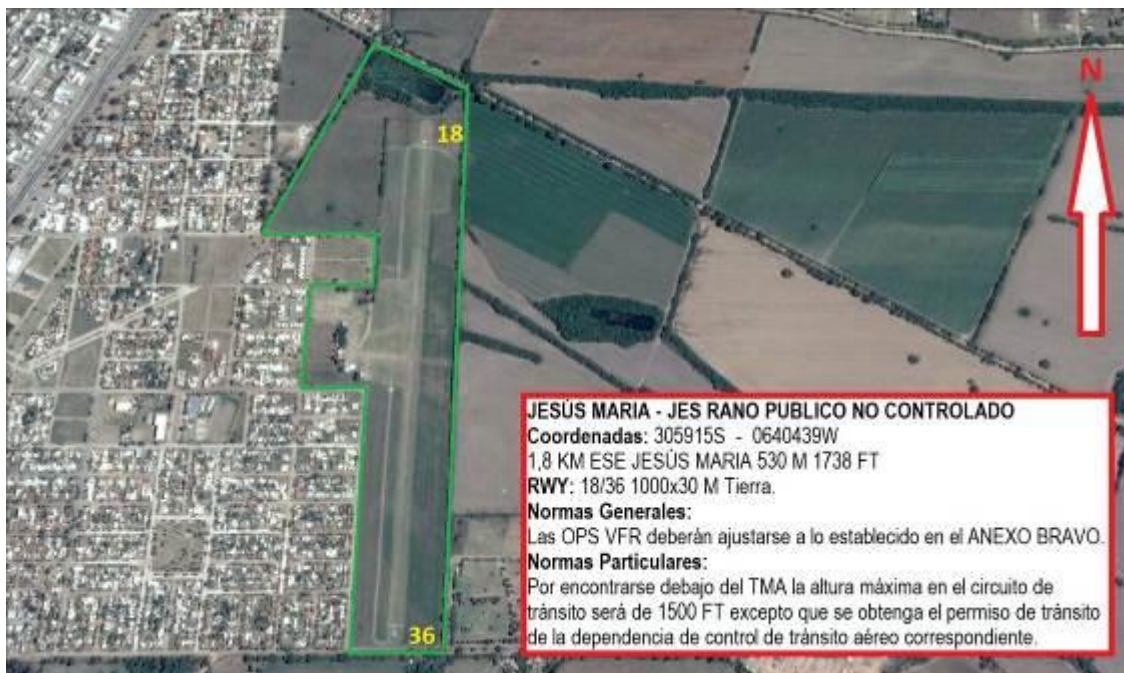 N
18
JESÚS MARIA - JES RANO PUBLICO NO CONTROLADO
Coordenadas: 305915S - 0640439W
1,8 KM ESE JESÚS MARIA 530 M 1738 FT
RWY: 18/36 1000x30 M Tierra.
Normas Generales:
Las OPS VFR deberán ajustarse a lo establecido en el ANEXO BRAVO.
Normas Particulares:
Por encontrarse debajo del TMA la altura máxima en el circuito de
tránsito será de 1500 FT excepto que se obtenga el permiso de tránsito
de la dependencia de control de tránsito aéreo correspondiente.
36